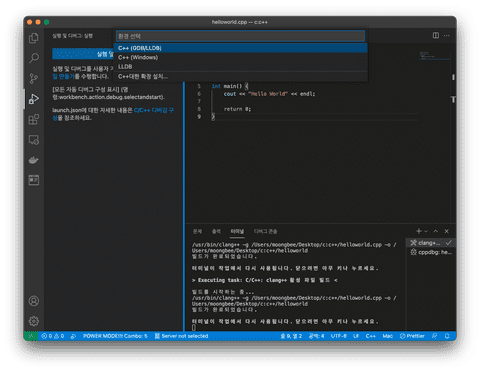 helloworld.cpp — c:c++
실행 및 디버그: 실행
환경 선택
C++ (GDB/LLDB)
C++ (Windows)
LLDB
C++대한 확장 설치...
실행 및
실행 및 디버그를 사용자 지
일 만들기를 수행합니다.
[모든 자동 디버그 구성 표시] (명
령:workbench.action.debug.selectandstart).
launch.json에 대한 자세한 내용은 C/C++ 디버깅 구
성을 참조하세요.
5 int main() {
6 cout << "Hello World" << endl;
7
8 return 0;
9 }
문제 출력 터미널 디버그 콘솔
/usr/bin/clang++ -g /Users/moongbee/Desktop/c:c++/helloworld.cpp -o /
Users/moongbee/Desktop/c:c++/helloworld
빌드가 완료되었습니다.
터미널이 작업에서 다시 사용됩니다. 닫으려면 아무 키나 누르세요.
> Executing task: C/C++: clang++ 활성 파일 빌드 <
빌드를 시작하는 중...
/usr/bin/clang++ -g /Users/moongbee/Desktop/c:c++/helloworld.cpp -o /
Users/moongbee/Desktop/c:c++/helloworld
빌드가 완료되었습니다.
터미널이 작업에서 다시 사용됩니다. 닫으려면 아무 키나 누르세요.
clang+...
cppdbg: he...
0 0 POWER MODE!!! Combo: 5 Server not selected 줄 9, 열 2 공백: 4 UTF-8 LF C++ Mac Prettier